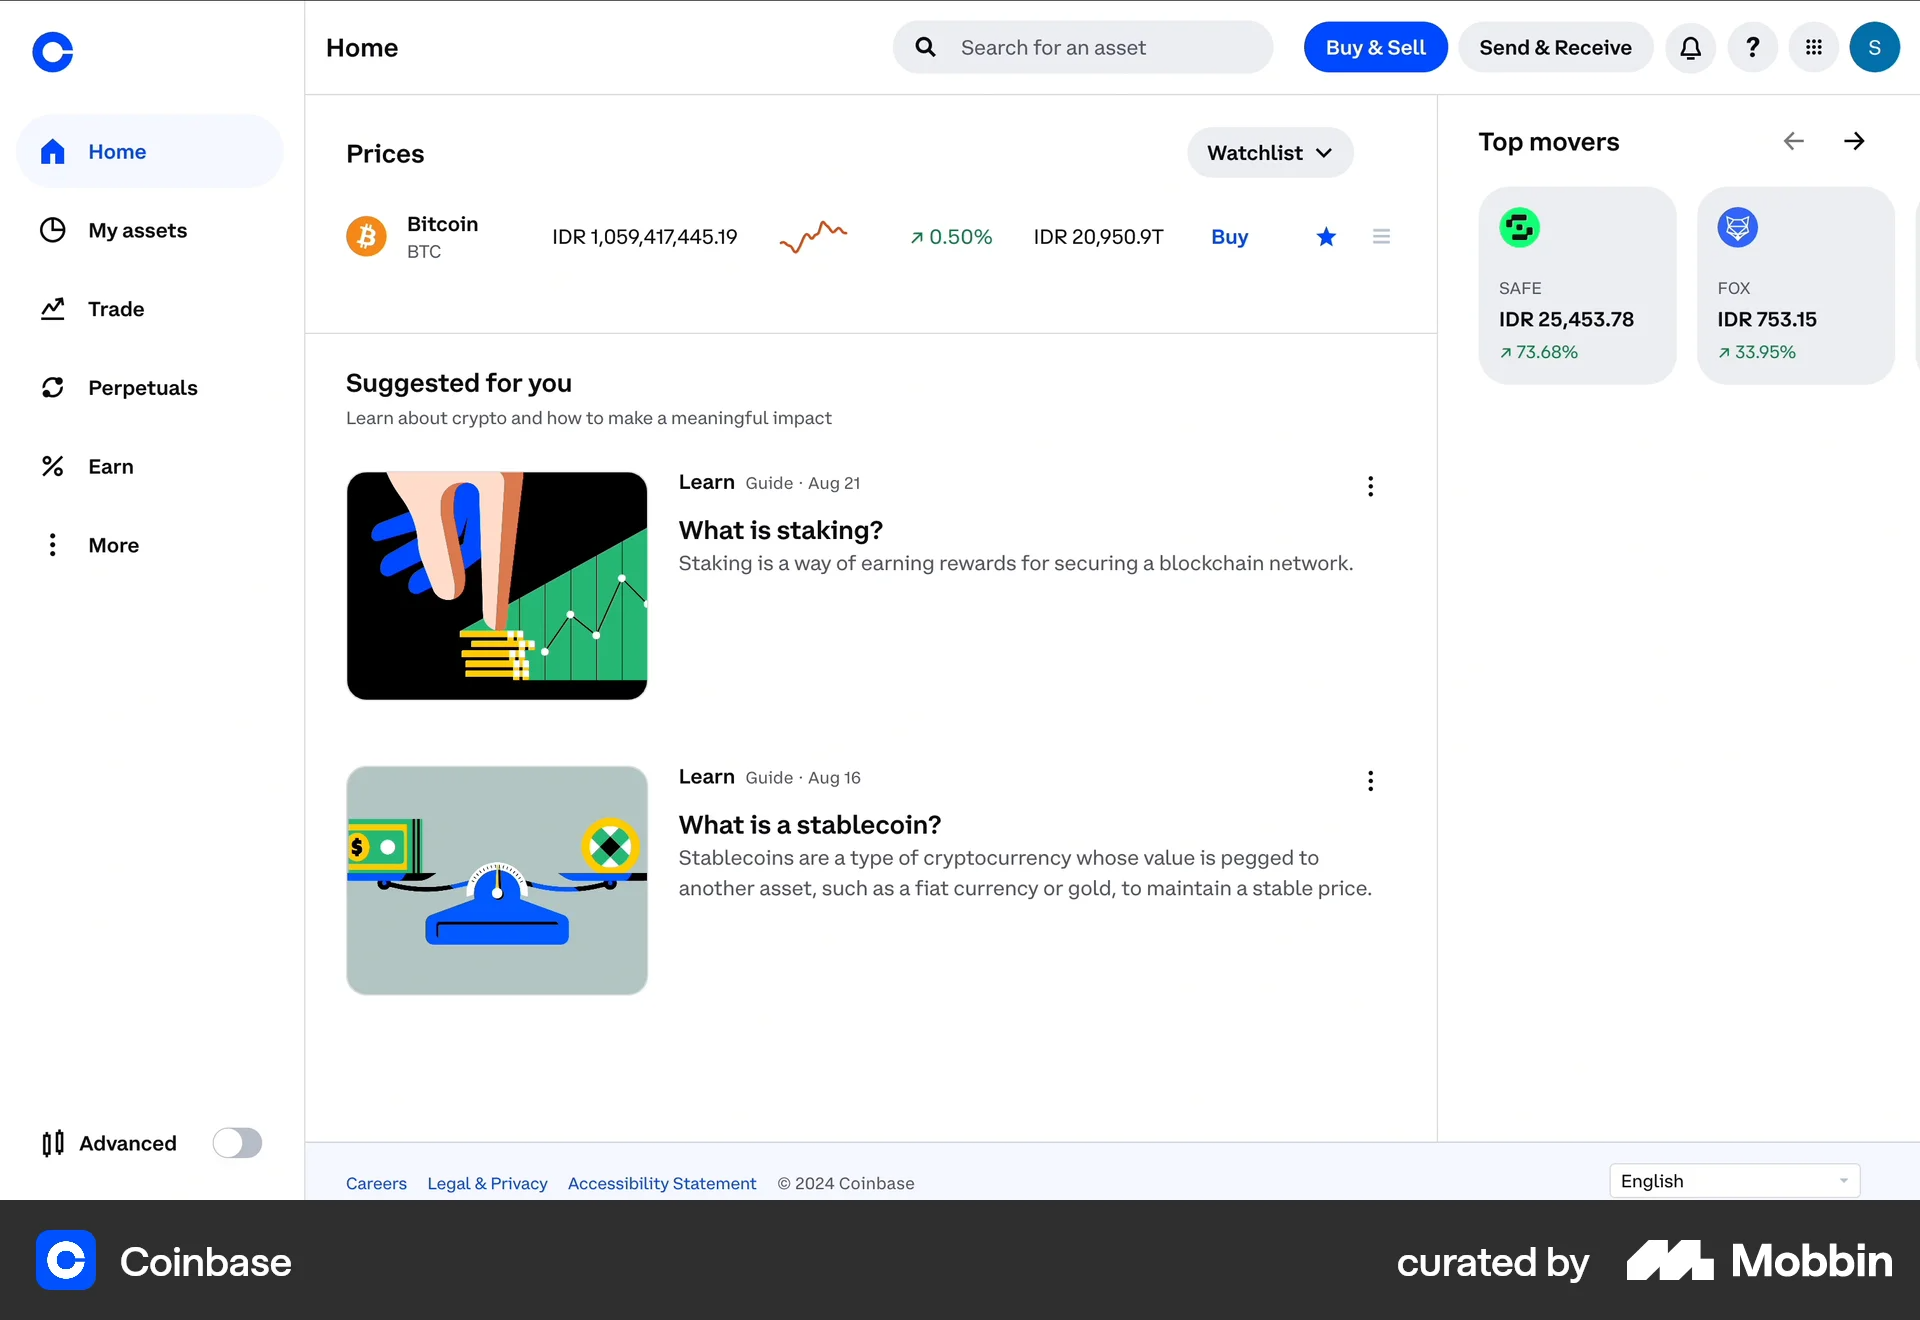 Home
Search for an asset
Buy & Sell
Send & Receive
?
S
Home
My assets
Trade
Perpetuals
Earn
More
Advanced
Prices
Watchlist
Bitcoin
BTC
IDR 1,059,417,445.19
0.50%
IDR 20,950.9T
Buy
Suggested for you
Learn about crypto and how to make a meaningful impact
Learn Guide · Aug 21
What is staking?
Staking is a way of earning rewards for securing a blockchain network.
$
Learn Guide · Aug 16
What is a stablecoin?
Stablecoins are a type of cryptocurrency whose value is pegged to
another asset, such as a fiat currency or gold, to maintain a stable price.
Top movers
SAFE
IDR 25,453.78
73.68%
FOX
IDR 753.15
33.95%
Careers Legal & Privacy Accessibility Statement © 2024 Coinbase
English
Coinbase
curated by Mobbin